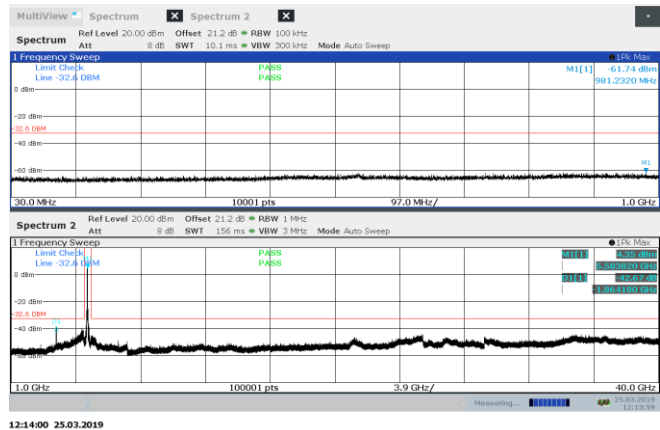 MultiView Spectrum X Spectrum 2 X
Spectrum
Ref Level 20.00 dBm Offset 21.2 dB RBW 100 kHz
Att 8 dB SWT 10.1 ms VBW 300 kHz Mode Auto Sweep
1 Frequency Sweep 1Pk Max
Limit Check PASS M1[1] -61.74 dBm
Line -32.6 DBM PASS 981.2320 MHz
0 dBm
-20 dBm
-32.6 DBM
-40 dBm
-60 dBm
M1
30.0 MHz 10001 pts 97.0 MHz/ 1.0 GHz
Spectrum 2
Ref Level 20.00 dBm Offset 21.2 dB RBW 1 MHz
Att 8 dB SWT 156 ms VBW 3 MHz Mode Auto Sweep
1 Frequency Sweep 1Pk Max
Limit Check PASS M1[1] 4.35 dBm
Line -32.6 DBM PASS 5.583820 GHz
D1[1] -42.67 dB
-1.864180 GHz
0 dBm
-20 dBm
-32.6 DBM
D1
-40 dBm
1.0 GHz 100001 pts 3.9 GHz/ 40.0 GHz
Measuring... 25.03.2019
12:13:59
12:14:00 25.03.2019